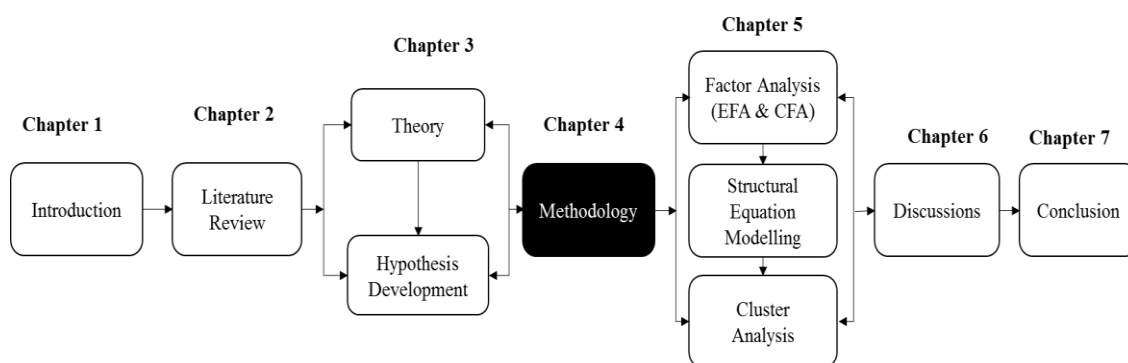 Chapter 1
Introduction
Chapter 2
Literature
Review
Chapter 3
Theory
Hypothesis
Development
Chapter 4
Methodology
Chapter 5
Factor Analysis
(EFA & CFA)
Structural
Equation
Modelling
Cluster
Analysis
Chapter 6
Discussions
Chapter 7
Conclusion